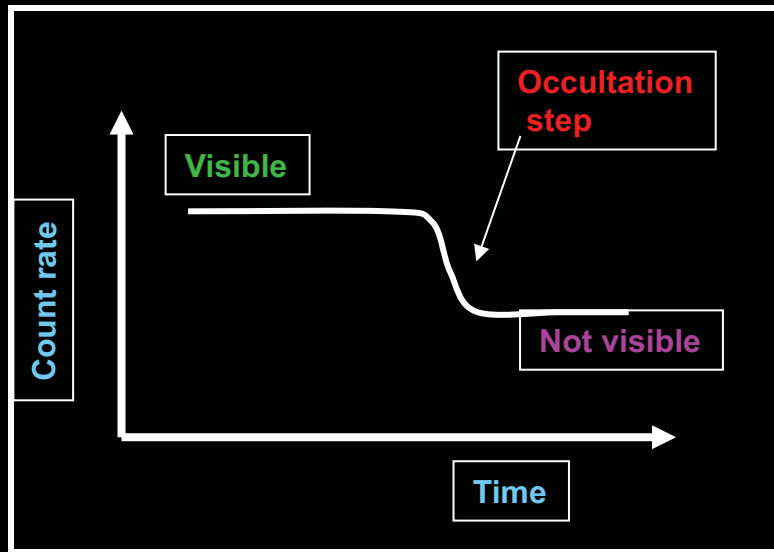 Occultation
step
Visible
Count rate
Not visible
Time